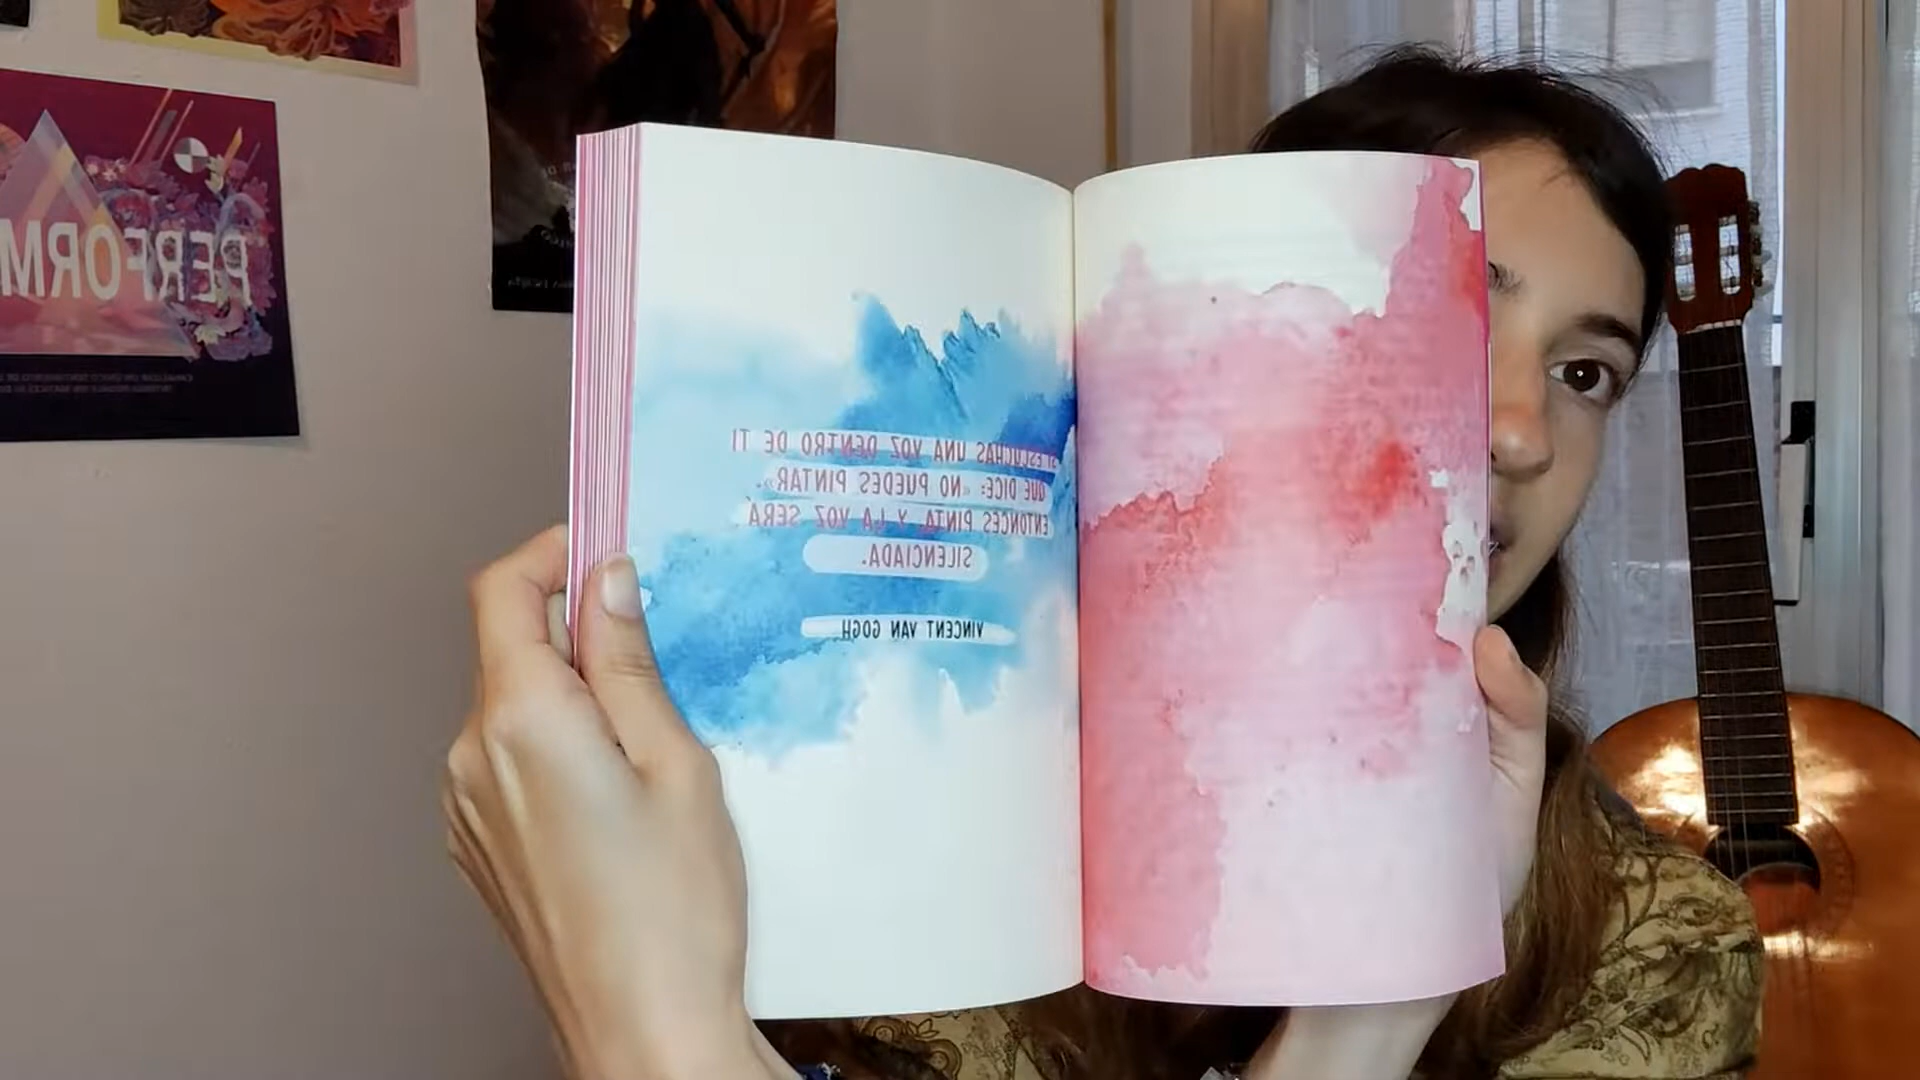 PERFORM
SI ESCUCHAS UNA VOZ DENTRO DE TI
QUE DICE: «NO PUEDES PINTAR»,
ENTONCES PINTA, Y LA VOZ SERÁ
SILENCIADA.
VINCENT VAN GOGH